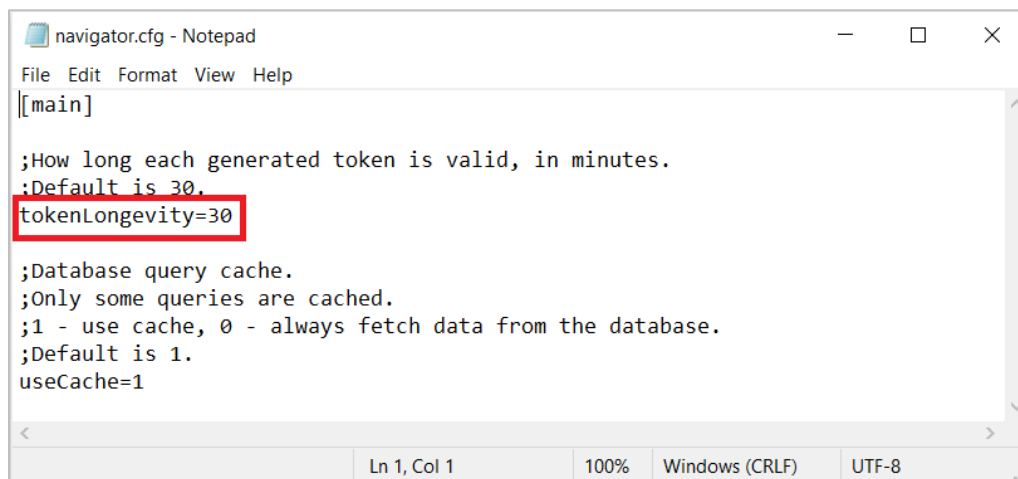 navigator.cfg - Notepad
File Edit Format View Help
[main]
;How long each generated token is valid, in minutes.
;Default is 30.
tokenLongevity=30
;Database query cache.
;Only some queries are cached.
;1 - use cache, 0 - always fetch data from the database.
;Default is 1.
useCache=1
Ln 1, Col 1 100% Windows (CRLF) UTF-8